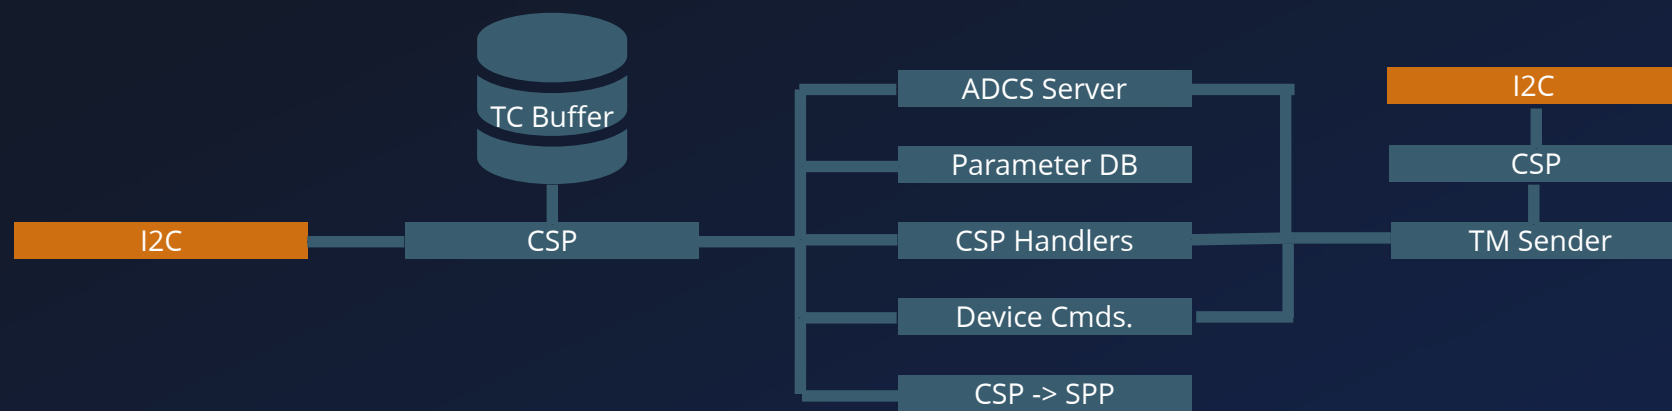 TC Buffer
I2C
CSP
ADCS Server
Parameter DB
CSP Handlers
Device Cmds.
CSP -> SPP
I2C
CSP
TM Sender